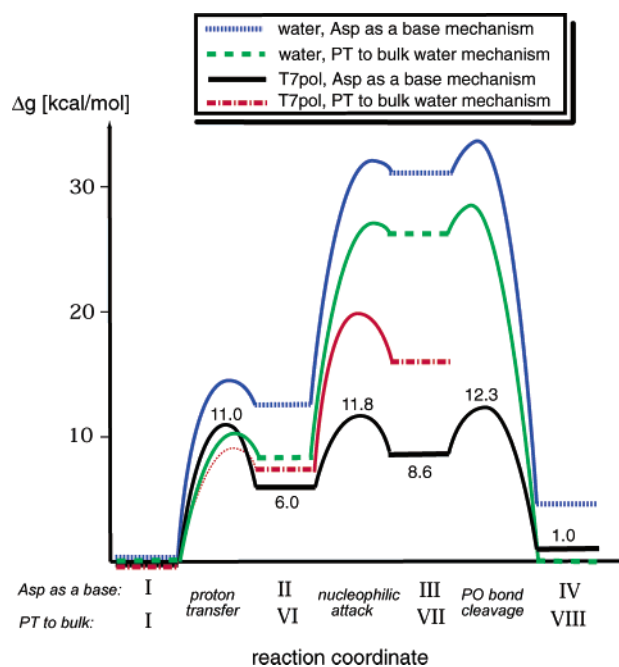 water, Asp as a base mechanism
water, PT to bulk water mechanism
T7pol, Asp as a base mechanism
T7pol, PT to bulk water mechanism
Δg [kcal/mol]
30
20
10
11.0
6.0
11.8
8.6
12.3
1.0
Asp as a base: I proton transfer II nucleophilic attack III PO bond cleavage IV
PT to bulk: I VI VII VIII
reaction coordinate